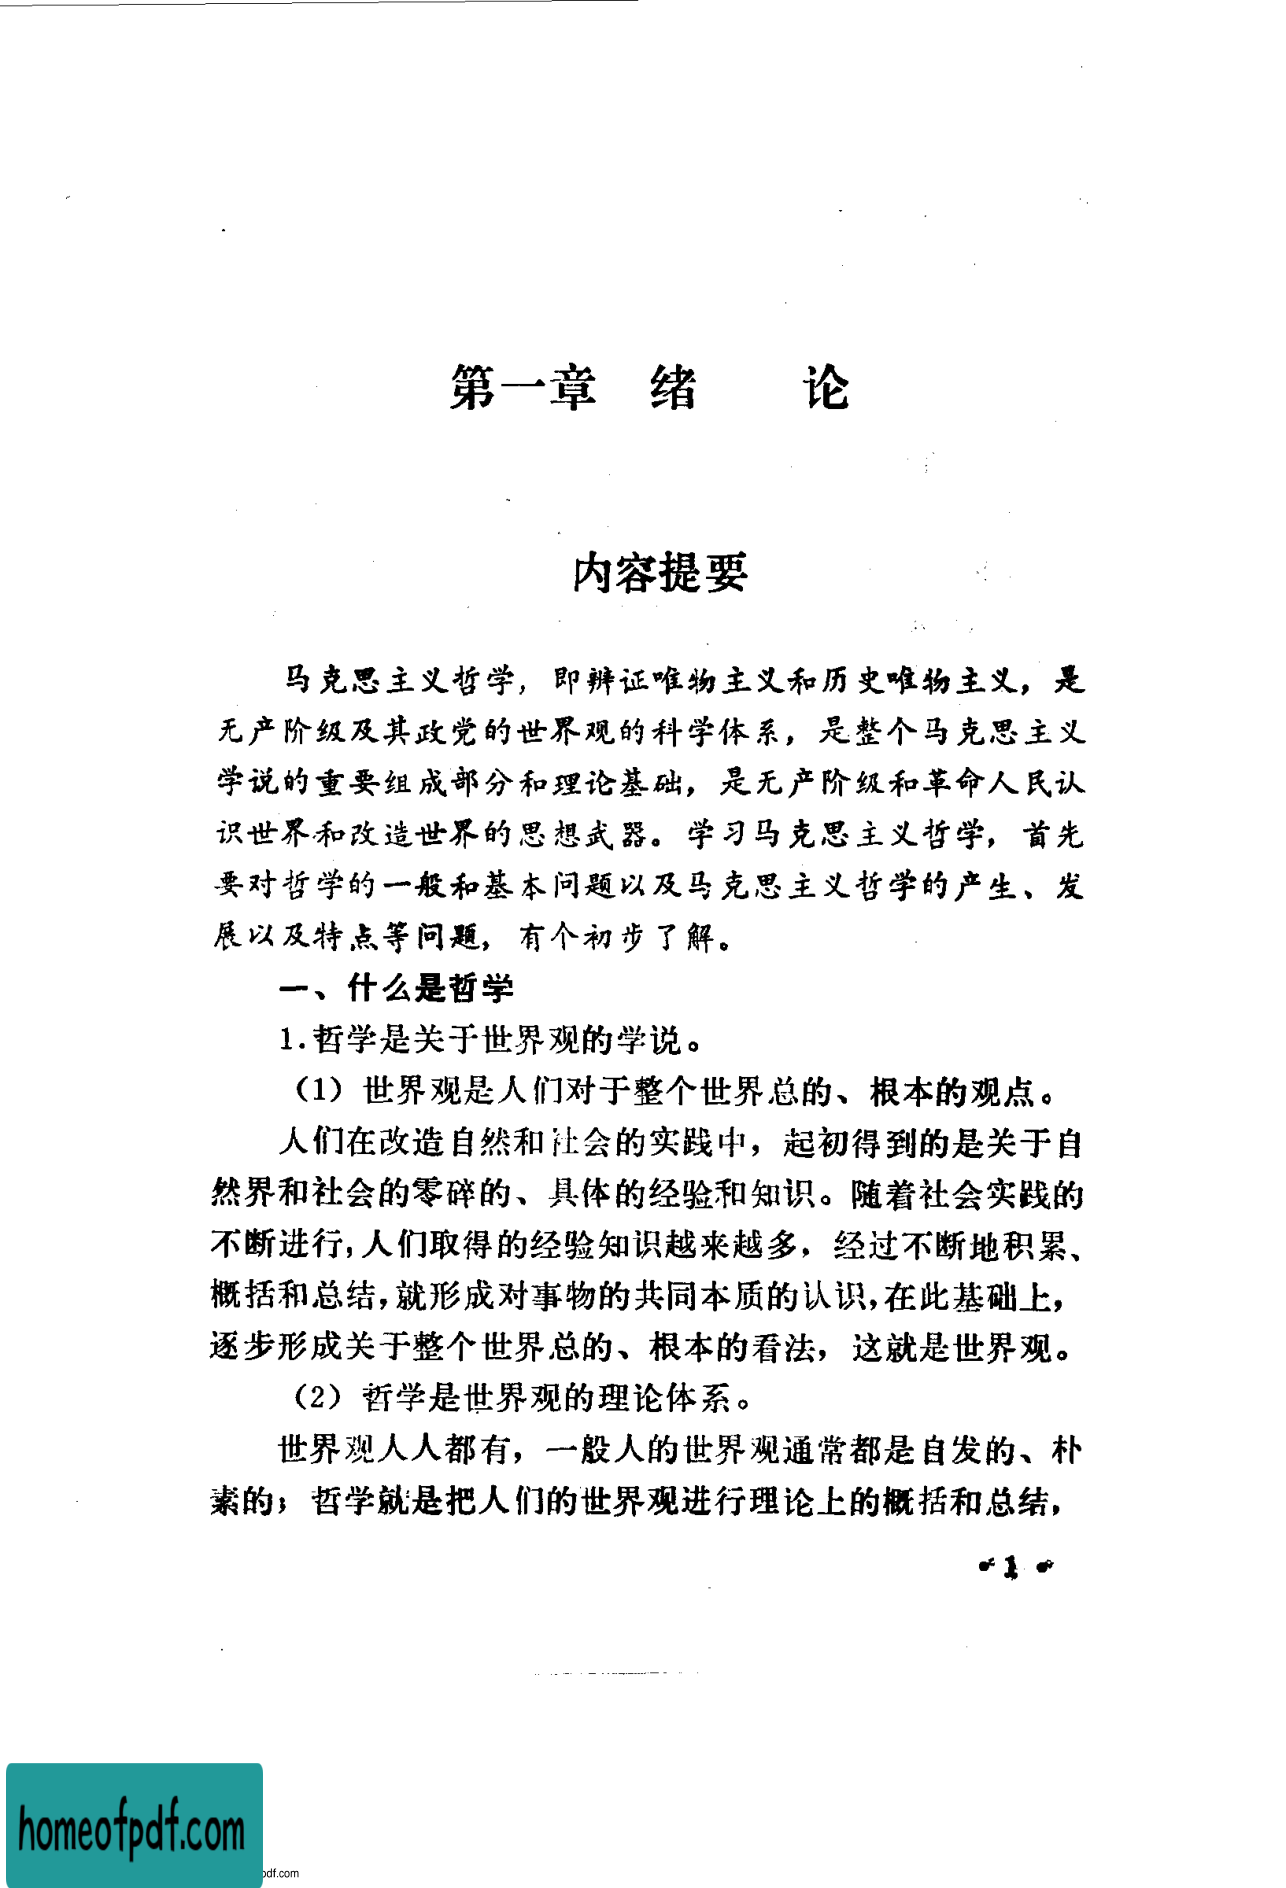 第一章 绪 论
内容提要
马克思主义哲学，即辨证唯物主义和历史唯物主义，是
无产阶级及其政党的世界观的科学体系，是整个马克思主义
学说的重要组成部分和理论基础，是无产阶级和革命人民认
识世界和改造世界的思想武器。学习马克思主义哲学，首先
要对哲学的一般和基本问题以及马克思主义哲学的产生、发
展以及特点等问题，有个初步了解。
一、什么是哲学
1.哲学是关于世界观的学说。
（1）世界观是人们对于整个世界总的、根本的观点。
人们在改造自然和社会的实践中，起初得到的是关于自
然界和社会的零碎的、具体的经验和知识。随着社会实践的
不断进行，人们取得的经验知识越来越多，经过不断地积累、
概括和总结，就形成对事物的共同本质的认识，在此基础上，
逐步形成关于整个世界总的、根本的看法，这就是世界观。
（2）哲学是世界观的理论体系。
世界观人人都有，一般人的世界观通常都是自发的、朴
素的；哲学就是把人们的世界观进行理论上的概括和总结，
• 1 •
homeofpdf.com
pdf.com